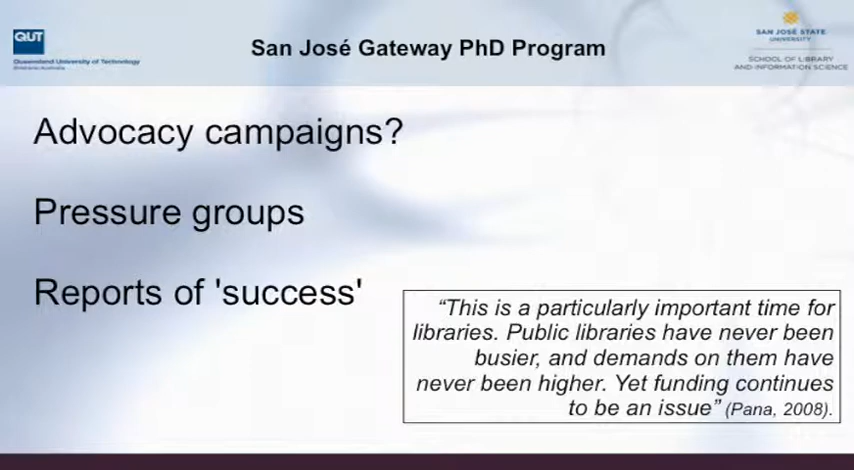 QUT
Queensland University of Technology
Brisbane Australia
San José Gateway PhD Program
SAN JOSÉ STATE
UNIVERSITY
SCHOOL OF LIBRARY
AND INFORMATION SCIENCE
Advocacy campaigns?
Pressure groups
Reports of 'success'
“This is a particularly important time for
libraries. Public libraries have never been
busier, and demands on them have
never been higher. Yet funding continues
to be an issue” (Pana, 2008).